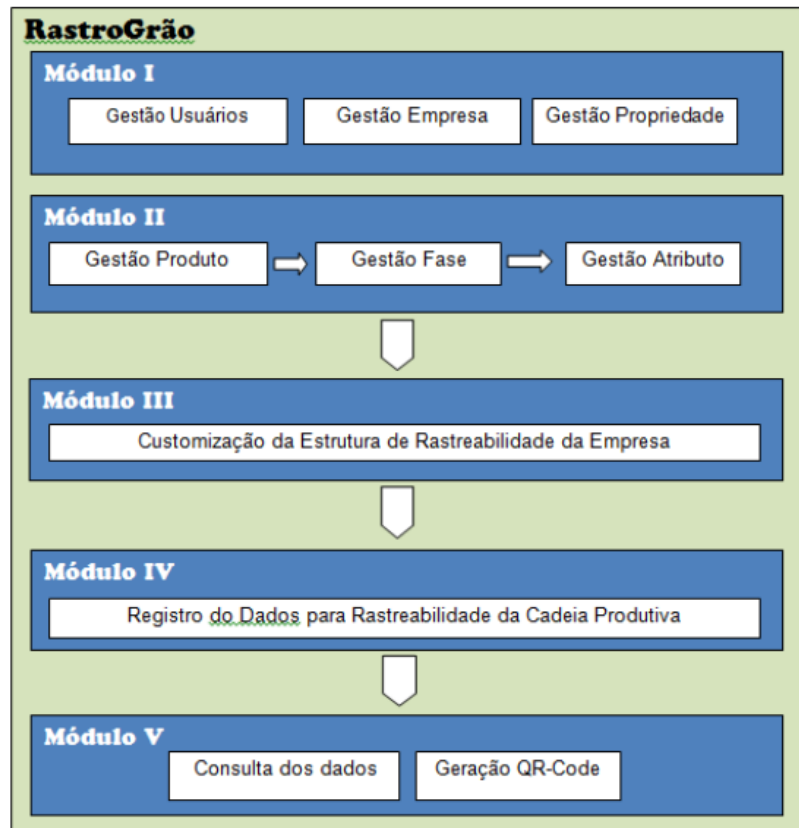 RastroGrão
Módulo I
Gestão Usuários
Gestão Empresa
Gestão Propriedade
Módulo II
Gestão Produto
Gestão Fase
Gestão Atributo
Módulo III
Customização da Estrutura de Rastreabilidade da Empresa
Módulo IV
Registro do Dados para Rastreabilidade da Cadeia Produtiva
Módulo V
Consulta dos dados
Geração QR-Code